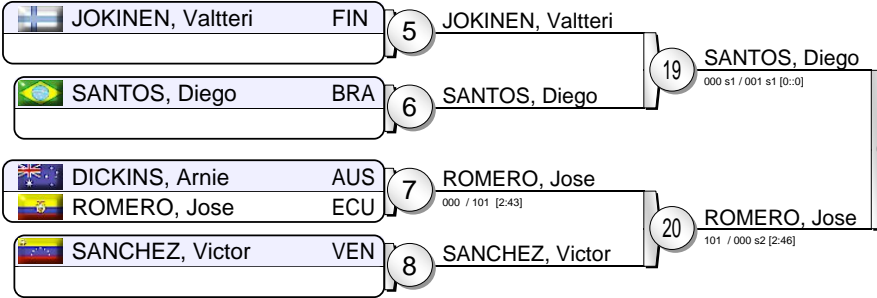 JOKINEN, Valtteri FIN
5
JOKINEN, Valtteri
SANTOS, Diego BRA
6
SANTOS, Diego
19
SANTOS, Diego
000 s1 / 001 s1 [0::0]
DICKINS, Arnie AUS
ROMERO, Jose ECU
7
ROMERO, Jose
000 / 101 [2:43]
SANCHEZ, Victor VEN
8
SANCHEZ, Victor
20
ROMERO, Jose
101 / 000 s2 [2:46]